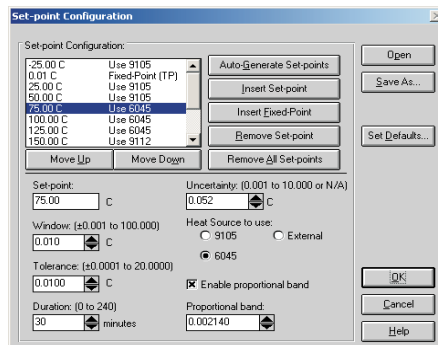 Set-point Configuration
Set-point Configuration:
-25.00 C Use 9105
0.01 C Fixed-Point (TP)
25.00 C Use 9105
50.00 C Use 9105
75.00 C Use 6045
100.00 C Use 6045
125.00 C Use 6045
150.00 C Use 9112
Move Up
Move Down
Auto-Generate Set-points
Insert Set-point
Insert Fixed-Point
Remove Set-point
Remove All Set-points
Open
Save As...
Set Defaults...
Set-point:
75.00 C
Window: (±0.001 to 100.000)
0.010 C
Tolerance: (±0.0001 to 20.0000)
0.0100 C
Duration: (0 to 240)
30 minutes
Uncertainty: (0.001 to 10.000 or N/A)
0.052 C
Heat Source to use:
9105 External
6045
Enable proportional band
Proportional band:
0.002140
OK
Cancel
Help